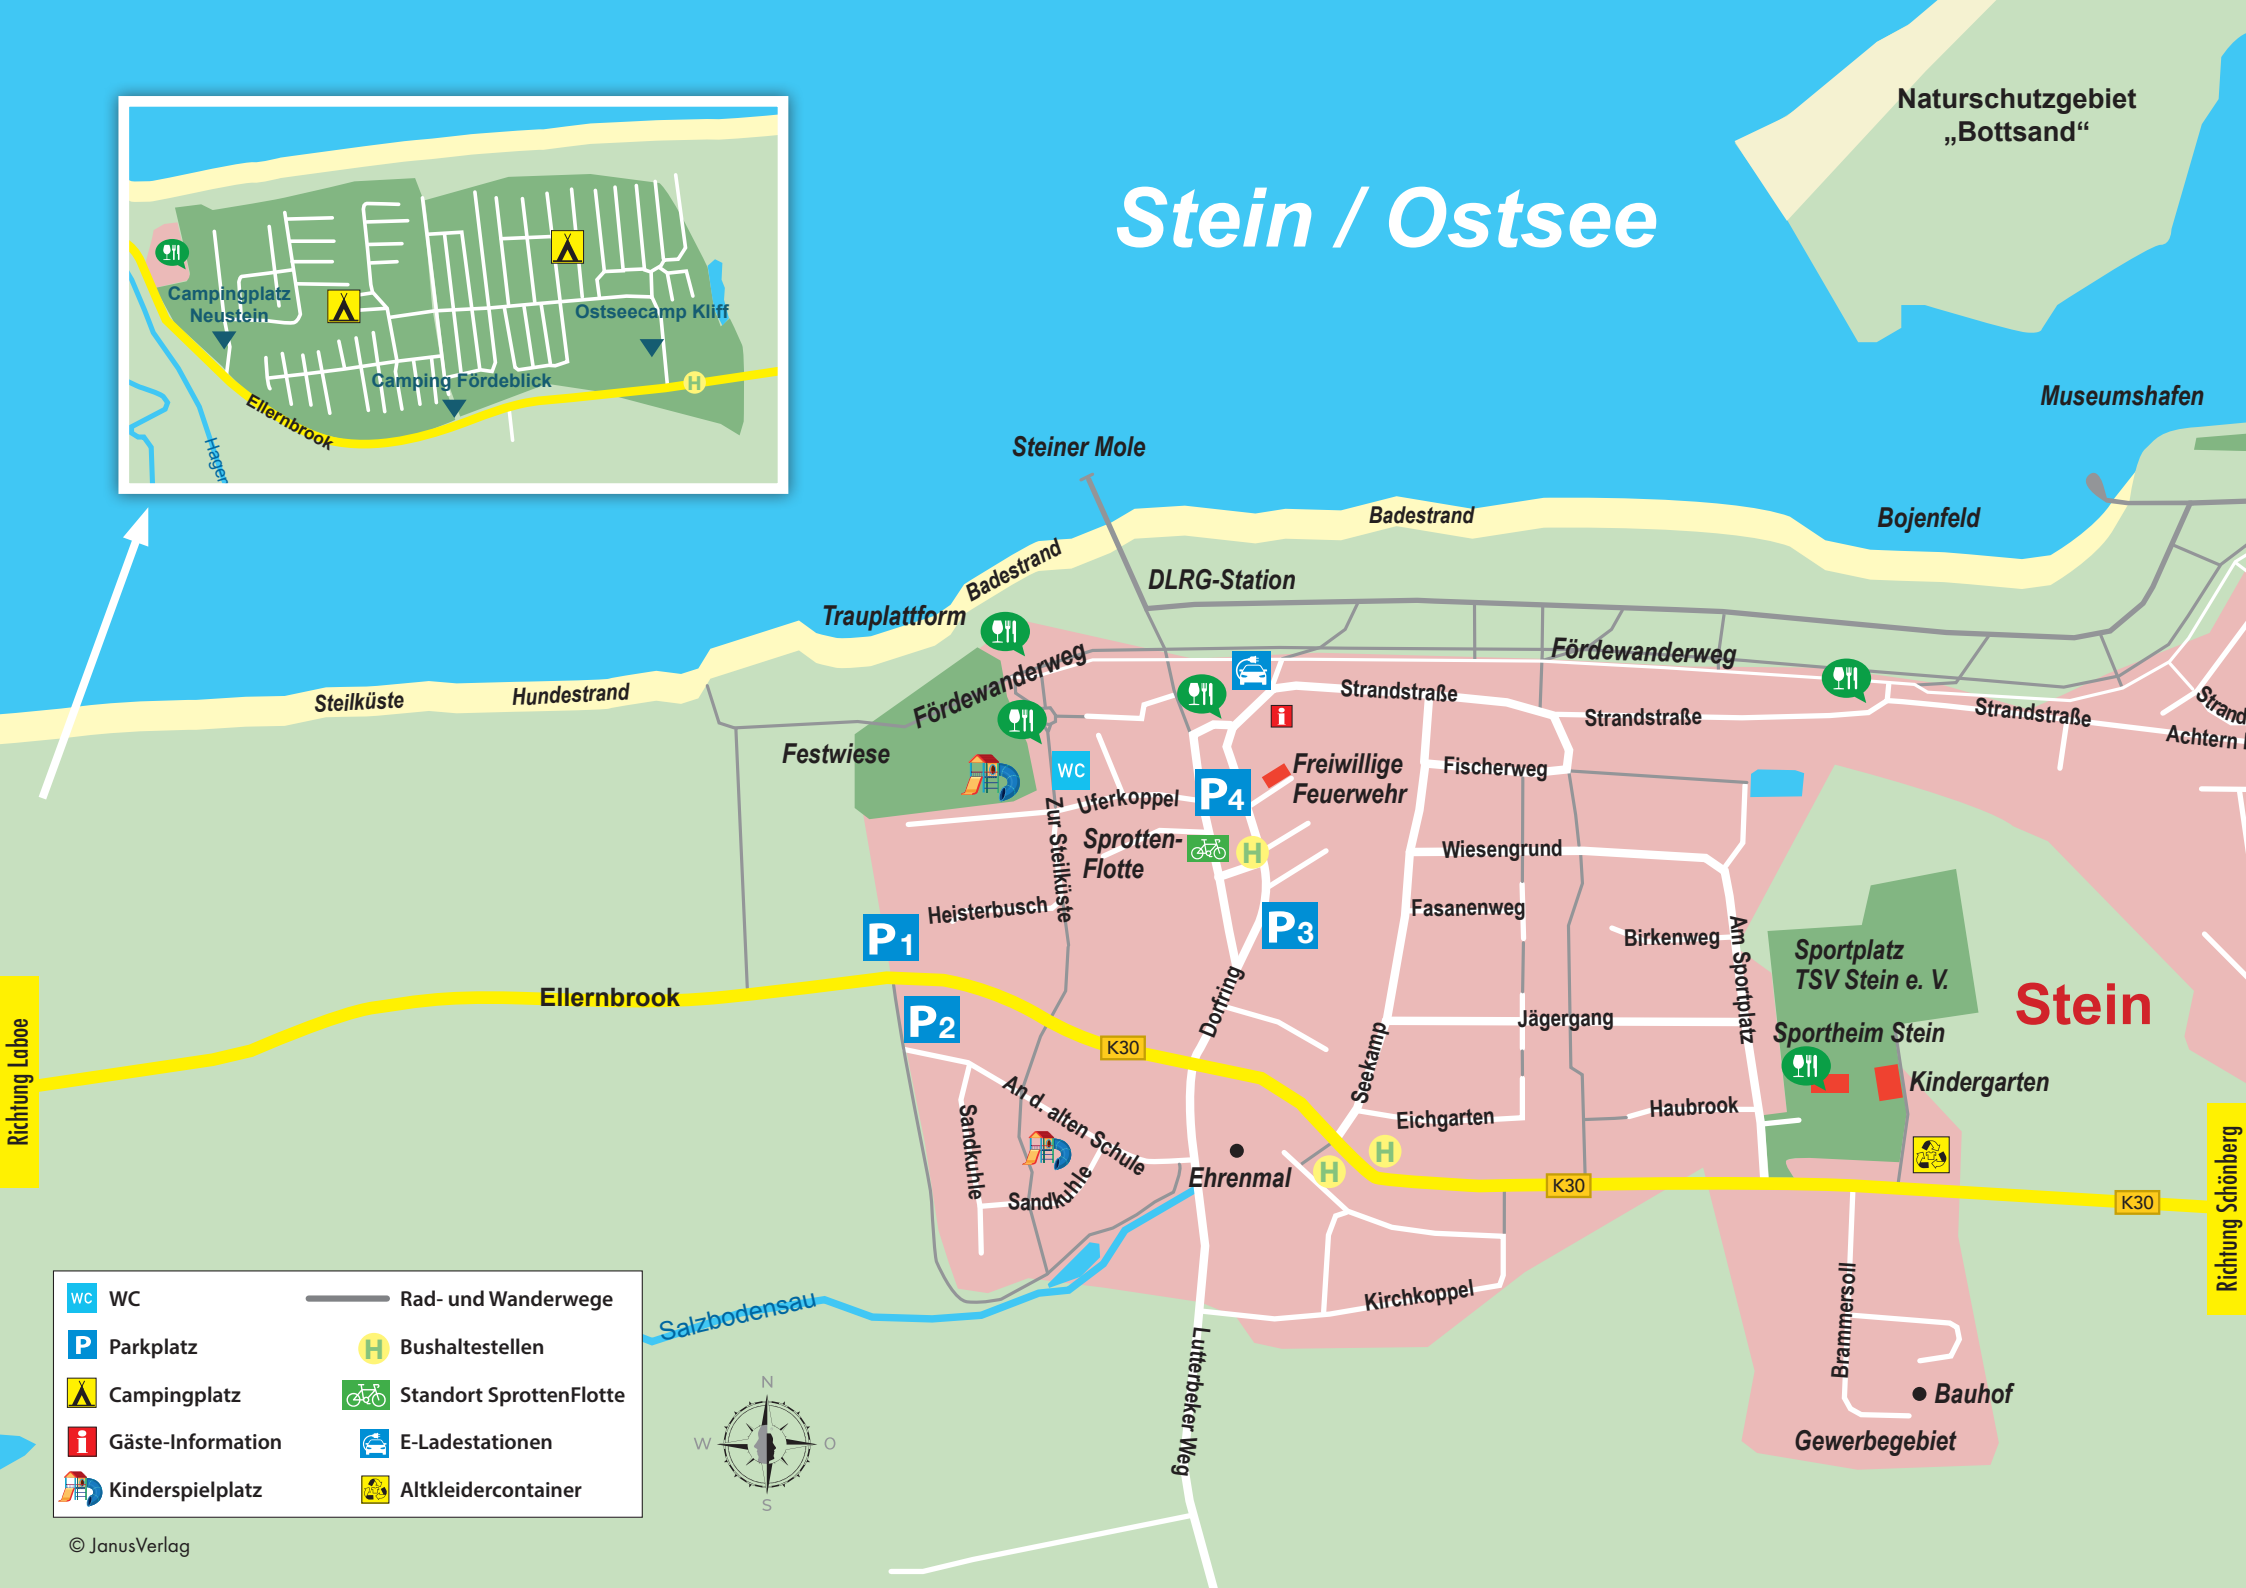 Naturschutzgebiet
„Bottsand“
Stein / Ostsee
Campingplatz
Neustein
Ostseecamp Kliff
Camping Fördeblick
H
Ellernbrook
Hagen
Museumshafen
Steiner Mole
Badestrand
Bojenfeld
Badestrand
DLRG-Station
Trauplattform
Fördewanderweg
Fördewanderweg
Steilküste
Hundestrand
Strandstraße
Strandstraße
Strandstraße
Strand
Achtern
i
Festwiese
WC
Freiwillige
Feuerwehr
Fischerweg
P4
Uferkoppel
Zur Steilküste
Sprotten-
Flotte
H
Wiesengrund
Heisterbusch
Fasanenweg
P1
P3
Birkenweg
Am Sportplatz
Sportplatz
TSV Stein e. V.
Stein
Ellernbrook
P2
Dorfring
Jägergang
Sportheim Stein
K30
Seekamp
Kindergarten
Richtung Laboe
An d. alten Schule
Sandkuhle
Sandkuhle
Eichgarten
Haubrook
H
H
Ehrenmal
K30
K30
Richtung Schönberg
Kirchkoppel
Salzbodensau
Lutterbeker Weg
Brammersoll
Bauhof
Gewerbegebiet
WC WC
Rad- und Wanderwege
P Parkplatz
H Bushaltestellen
Campingplatz
Standort SprottenFlotte
i Gäste-Information
E-Ladestationen
Kinderspielplatz
Altkleidercontainer
N
W
O
S
© JanusVerlag